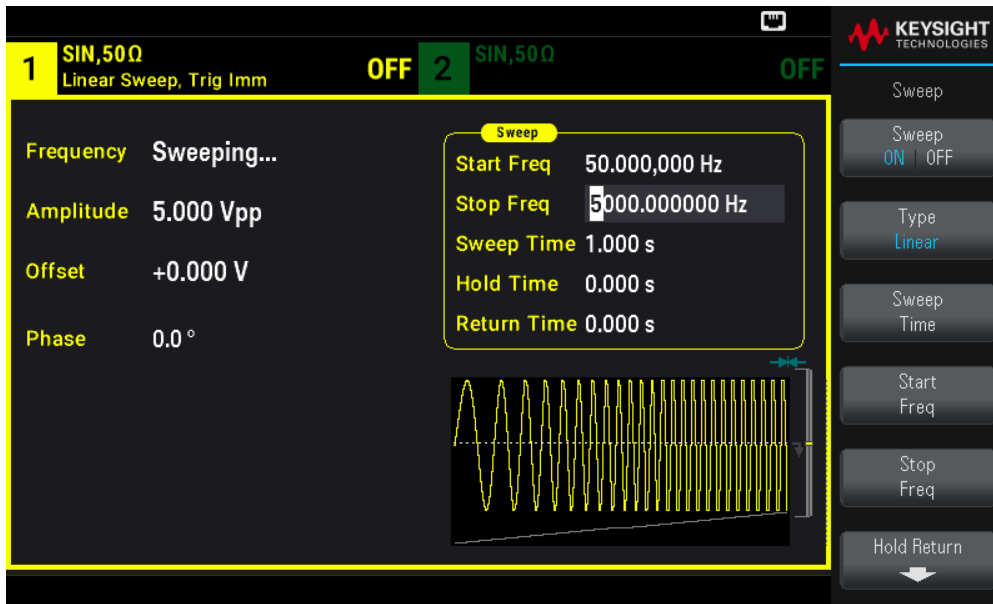 KEYSIGHT
TECHNOLOGIES
1 SIN,50Ω OFF
Linear Sweep, Trig Imm
2 SIN,50Ω OFF
Frequency Sweeping...
Amplitude 5.000 Vpp
Offset +0.000 V
Phase 0.0 °
Sweep
Start Freq 50.000,000 Hz
Stop Freq 5000.000000 Hz
Sweep Time 1.000 s
Hold Time 0.000 s
Return Time 0.000 s
Sweep
Sweep
ON | OFF
Type
Linear
Sweep
Time
Start
Freq
Stop
Freq
Hold Return